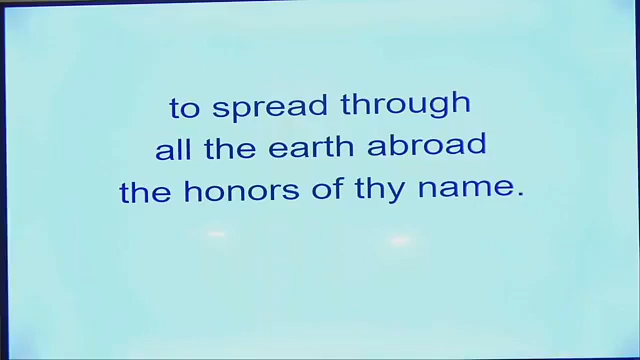 to spread through
all the earth abroad
the honors of thy name.